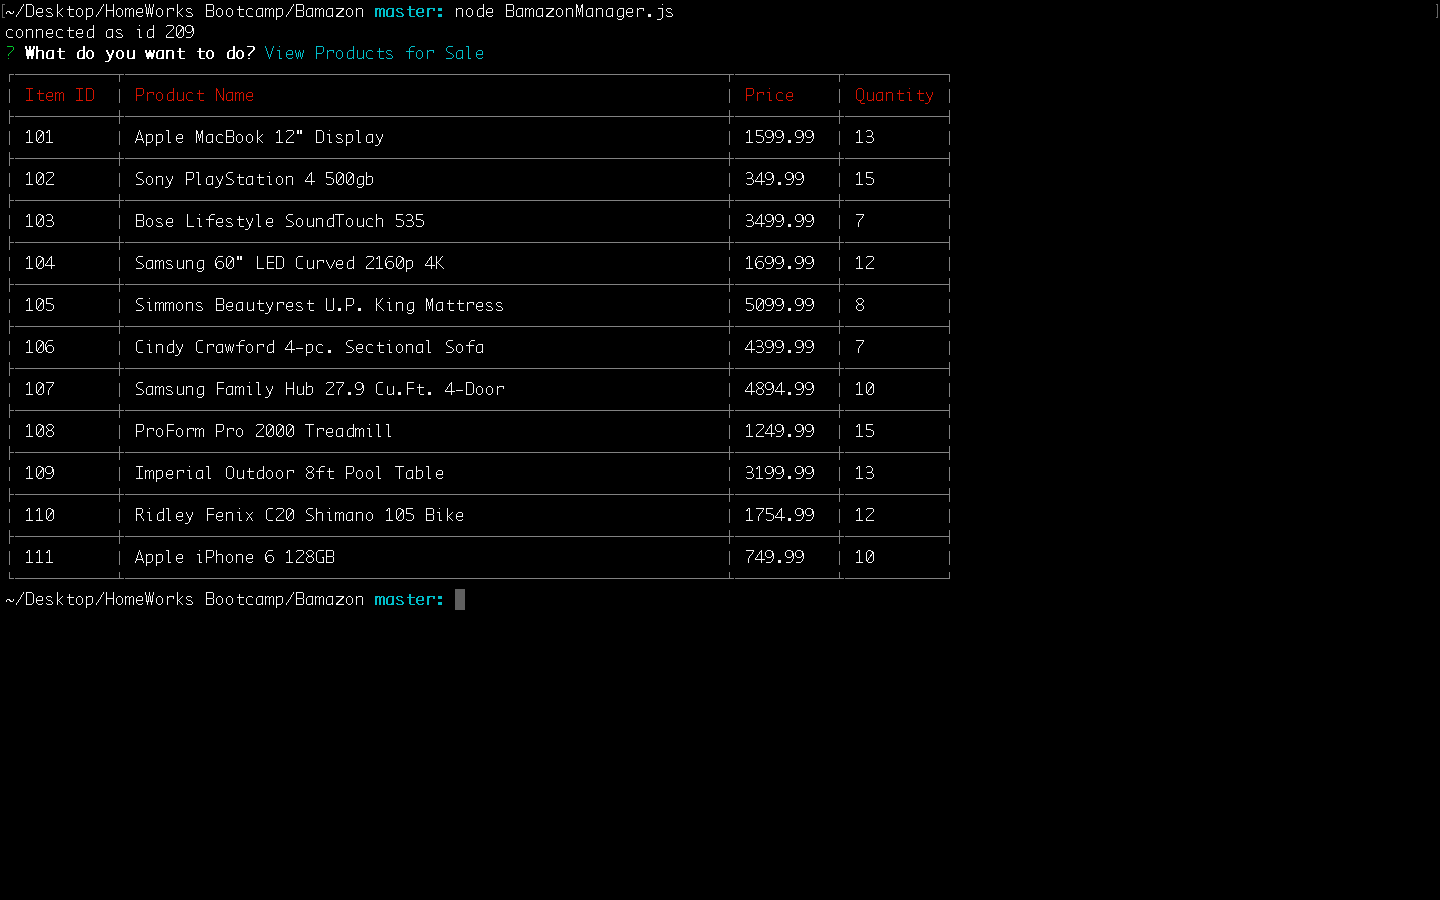 [~/Desktop/HomeWorks Bootcamp/Bamazon master: node BamazonManager.js ]
connected as id 209
? What do you want to do? View Products for Sale
Item ID Product Name Price Quantity
101 Apple MacBook 12" Display 1599.99 13
102 Sony PlayStation 4 500gb 349.99 15
103 Bose Lifestyle SoundTouch 535 3499.99 7
104 Samsung 60" LED Curved 2160p 4K 1699.99 12
105 Simmons Beautyrest U.P. King Mattress 5099.99 8
106 Cindy Crawford 4-pc. Sectional Sofa 4399.99 7
107 Samsung Family Hub 27.9 Cu.Ft. 4-Door 4894.99 10
108 ProForm Pro 2000 Treadmill 1249.99 15
109 Imperial Outdoor 8ft Pool Table 3199.99 13
110 Ridley Fenix C20 Shimano 105 Bike 1754.99 12
111 Apple iPhone 6 128GB 749.99 10
~/Desktop/HomeWorks Bootcamp/Bamazon master: